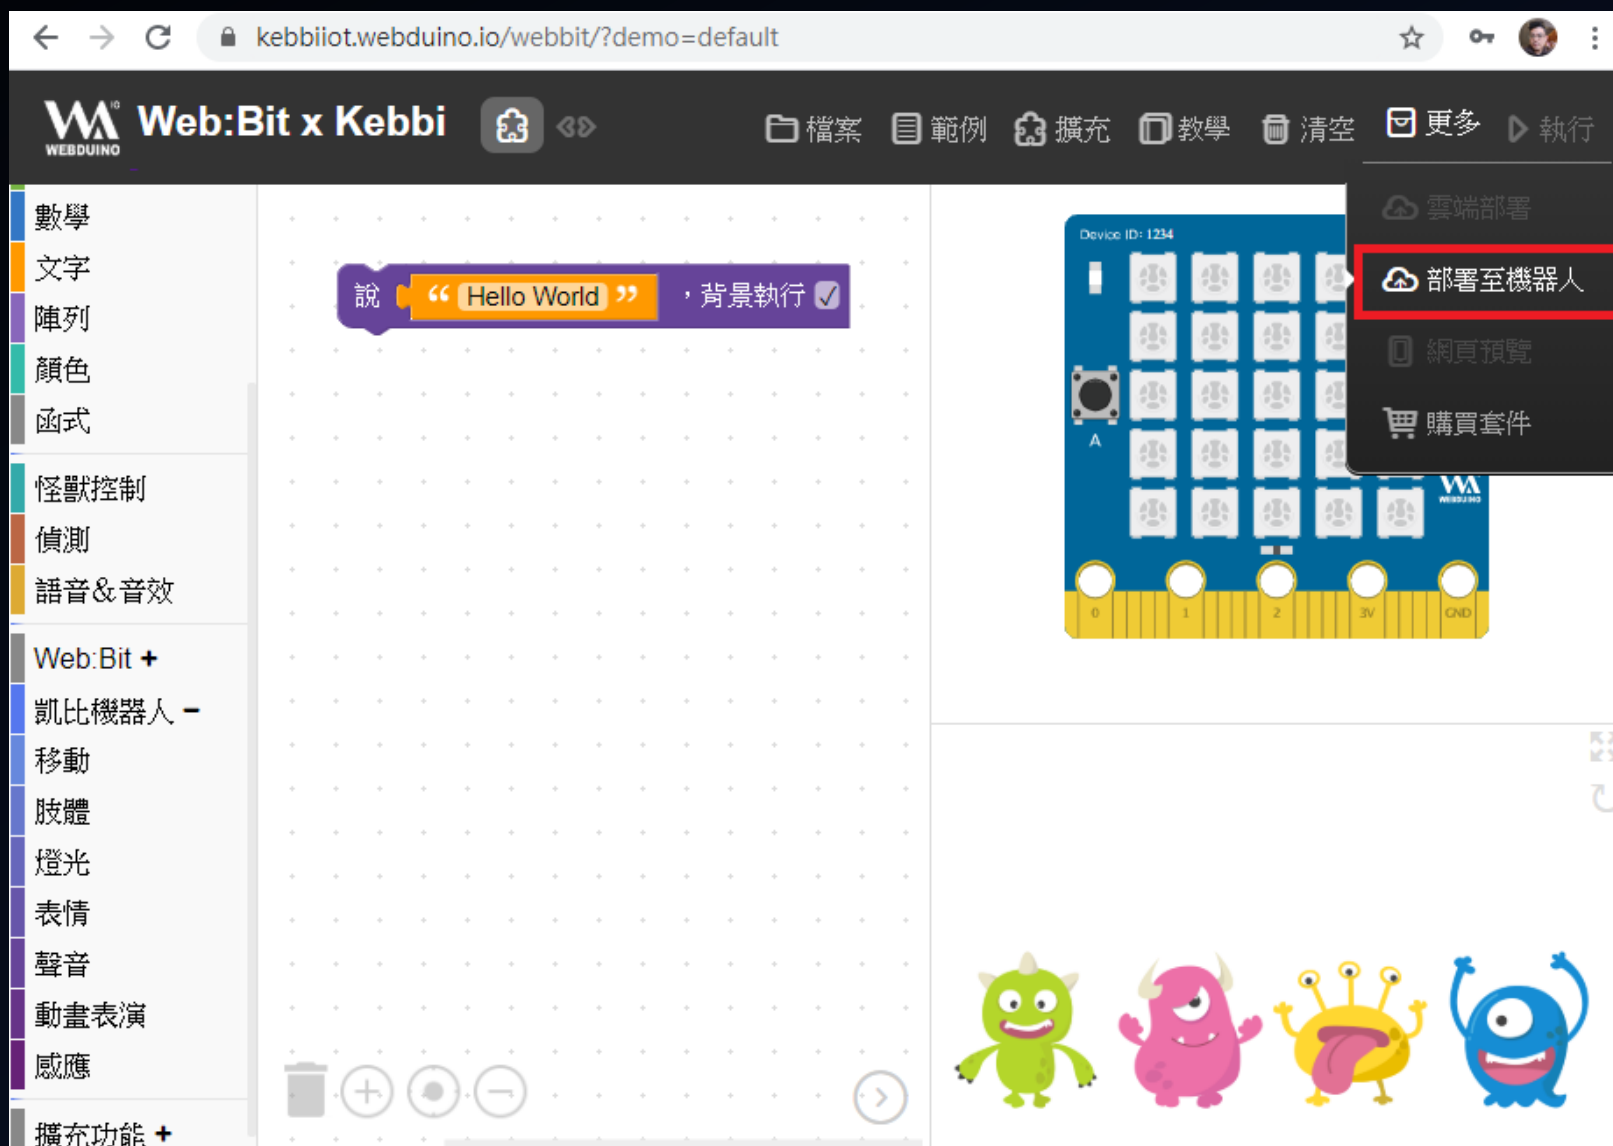 kebbiiot.webduino.io/webbit/?demo=default
WEBDUINO
Web:Bit x Kebbi
檔案
範例
擴充
教學
清空
更多
執行
雲端部署
部署至機器人
網頁預覽
購買套件
數學
文字
陣列
顏色
函式
怪獸控制
偵測
語音&音效
Web:Bit +
凱比機器人 -
移動
肢體
燈光
表情
聲音
動畫表演
感應
擴充功能 +
說 “ Hello World ” ，背景執行
Device ID: 1234
A
WEBDUINO
0 1 2 3V GND